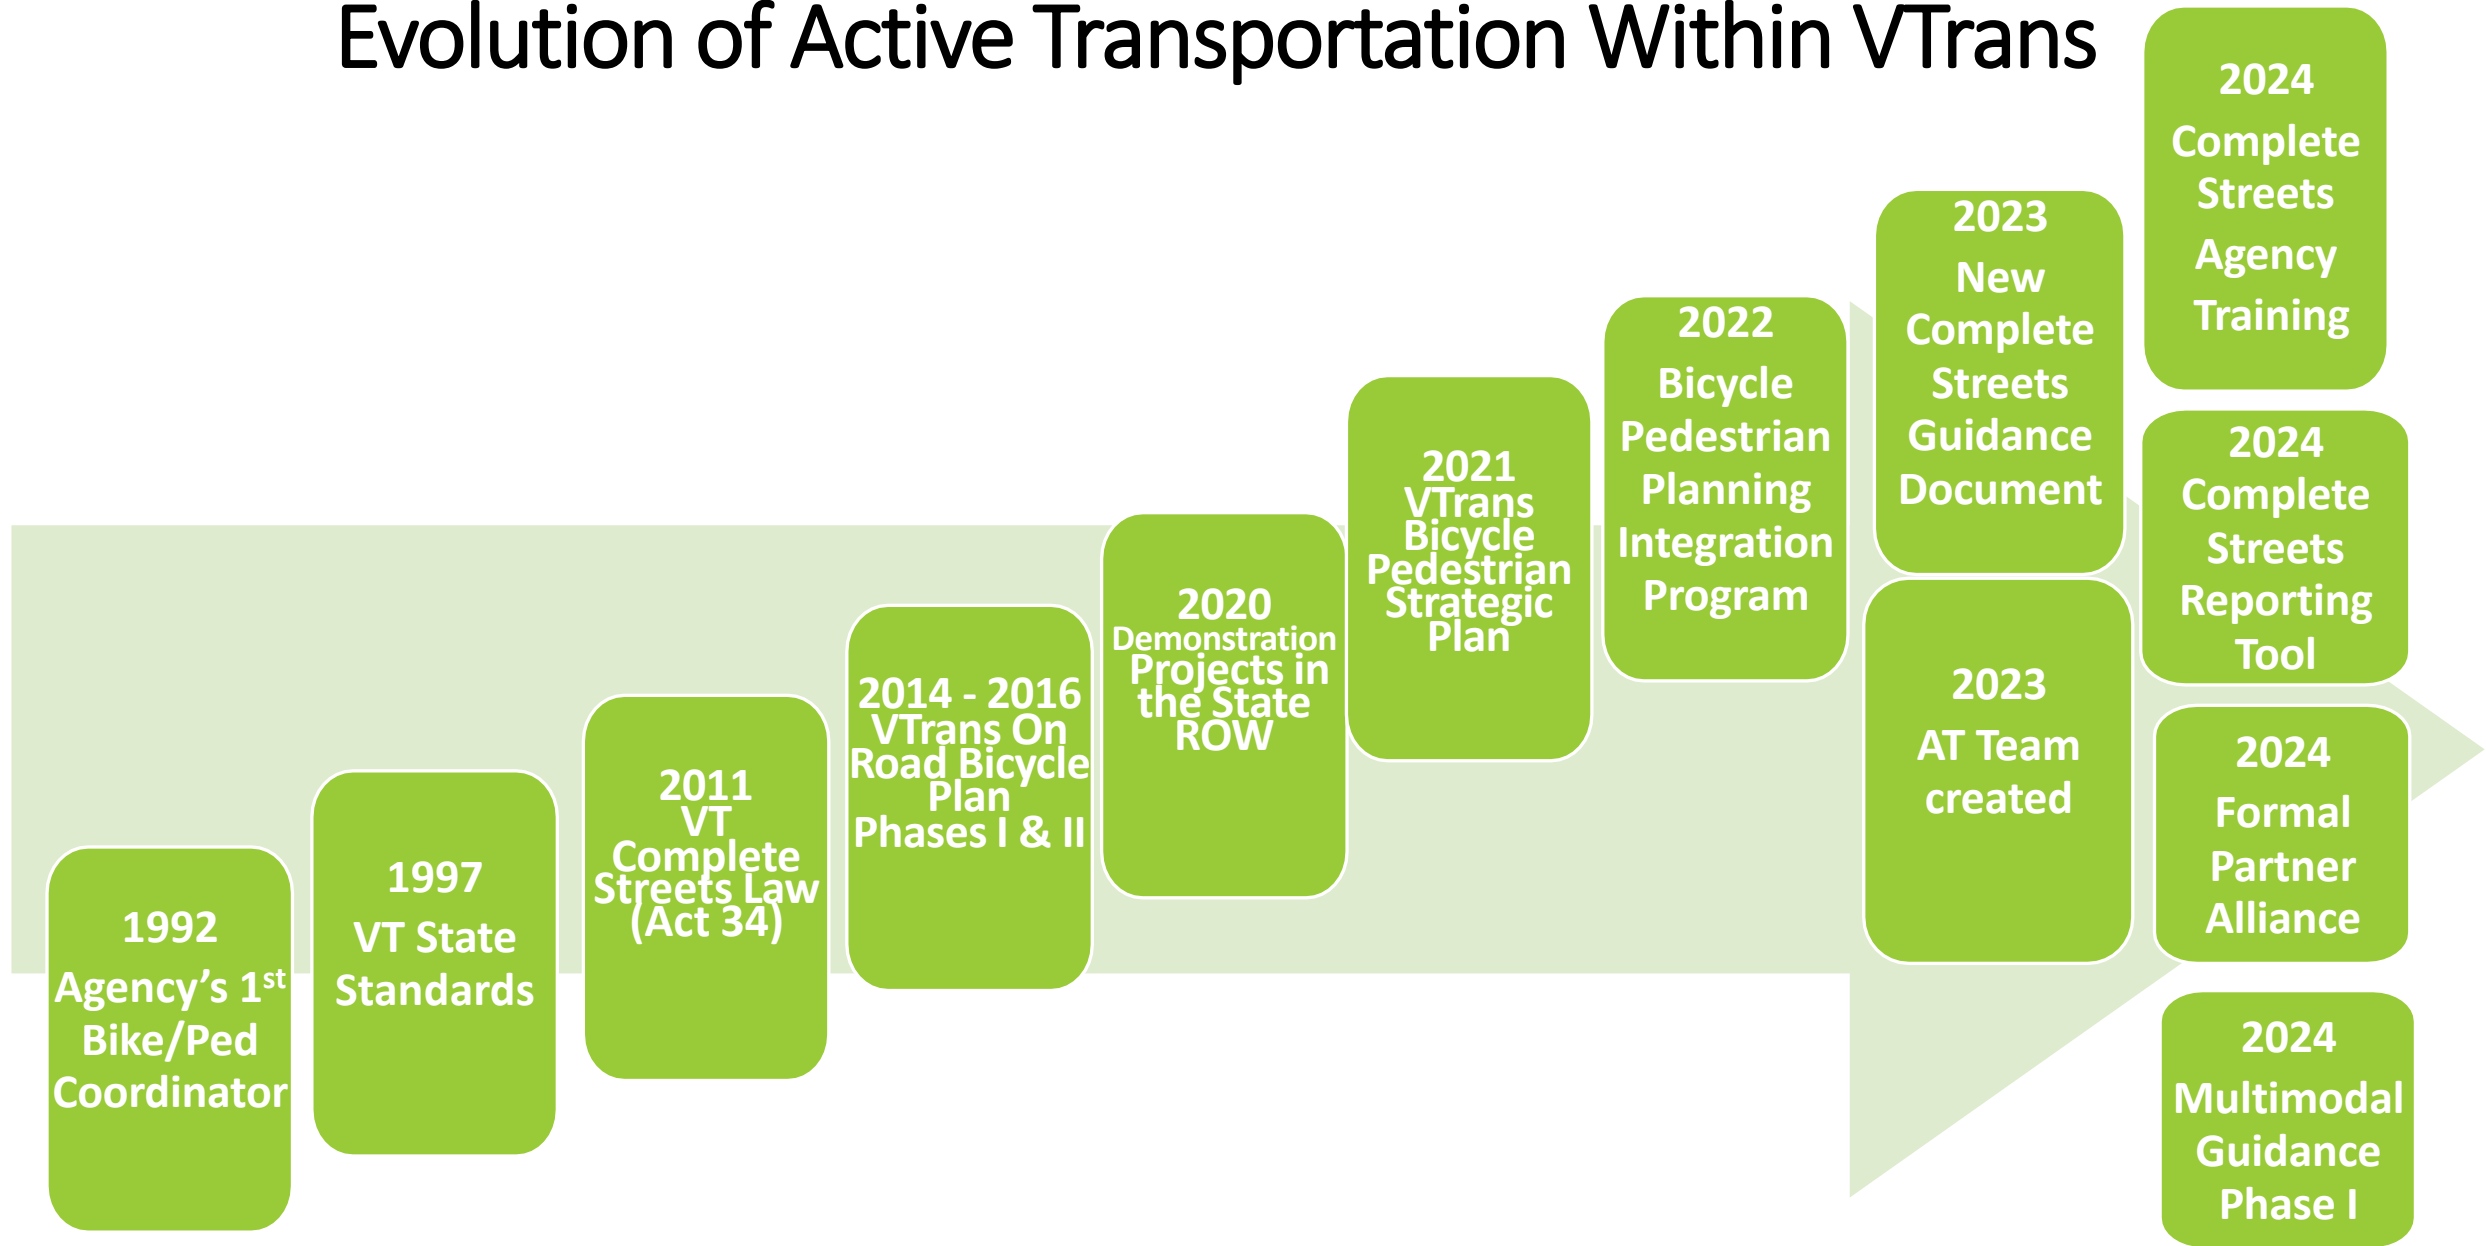 Evolution of Active Transportation Within VTrans
1992
Agency’s 1st
Bike/Ped
Coordinator
1997
VT State
Standards
2011
VT
Complete
Streets Law
(Act 34)
2014 - 2016
VTrans On
Road Bicycle
Plan
Phases I & II
2020
Demonstration
Projects in
the State
ROW
2021
VTrans
Bicycle
Pedestrian
Strategic
Plan
2022
Bicycle
Pedestrian
Planning
Integration
Program
2023
New
Complete
Streets
Guidance
Document
2023
AT Team
created
2024
Complete
Streets
Agency
Training
2024
Complete
Streets
Reporting
Tool
2024
Formal
Partner
Alliance
2024
Multimodal
Guidance
Phase I